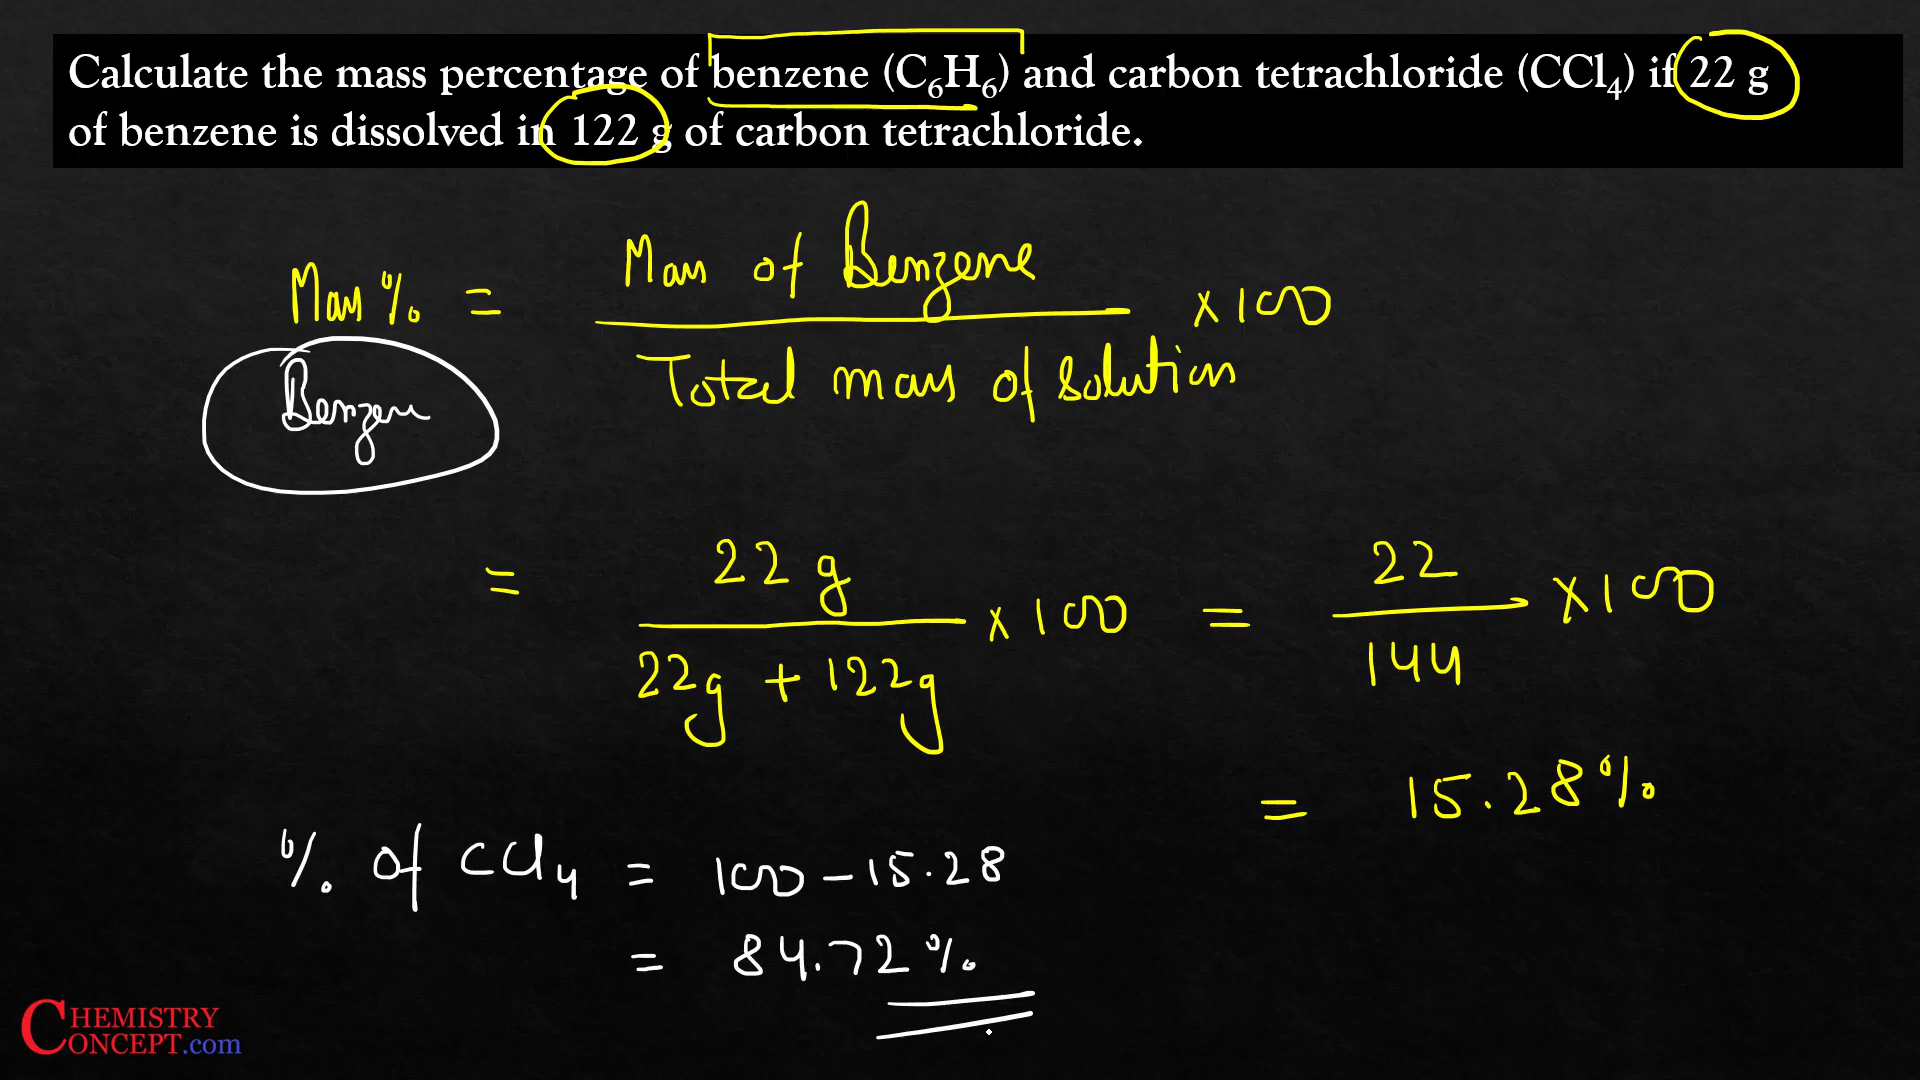 Calculate the mass percentage of benzene (C₆H₆) and carbon tetrachloride (CCl₄) if 22 g
of benzene is dissolved in 122 g of carbon tetrachloride.
Mass % = Mass of Benzene / Total mass of solution × 100
Benzene
= 22 g / 22g + 122g × 100 = 22 / 144 × 100
= 15.28 %
% of CCl₄ = 100 - 15.28
= 84.72 %
CHEMISTRY
CONCEPT.com